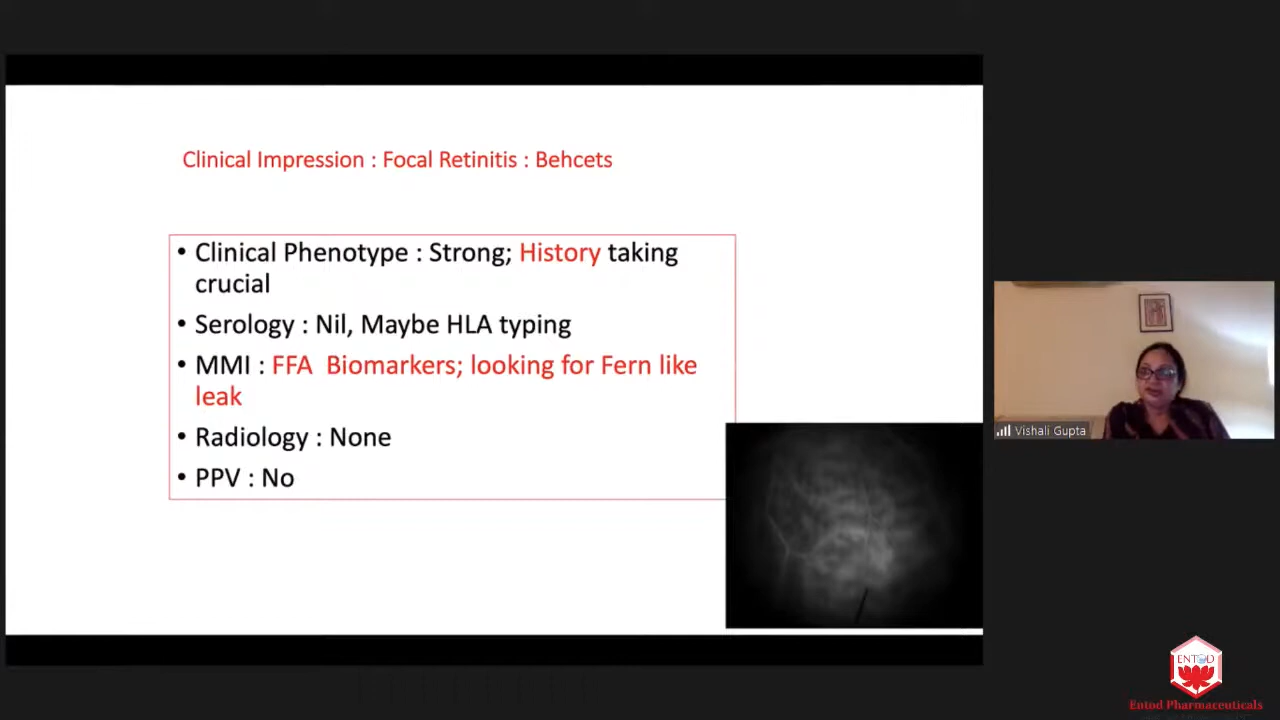 Clinical Impression : Focal Retinitis : Behcets
• Clinical Phenotype : Strong; History taking
crucial
• Serology : Nil, Maybe HLA typing
• MMI : FFA Biomarkers; looking for Fern like
leak
• Radiology : None
• PPV : No
Vishali Gupta
ENTOD
Entod Pharmaceuticals